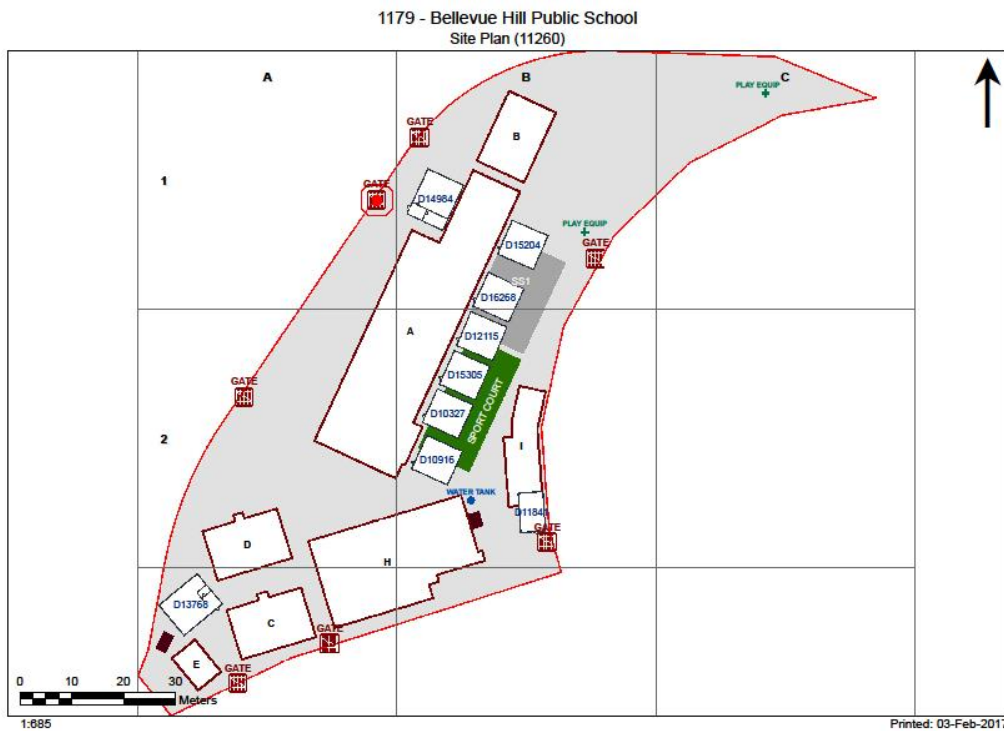 1179 - Bellevue Hill Public School
Site Plan (11260)
A
B
C
PLAY EQUIP
GATE
B
1
GATE
D14984
PLAY EQUIP
D15204
GATE
SS1
D16268
A
D12115
D15305
GATE
SPORT COURT
D10327
2
I
D10916
WATER TANK
D1184
GATE
D
H
D13768
C
GATE
E
GATE
0 10 20 30
Meters
1:685
Printed: 03-Feb-2017